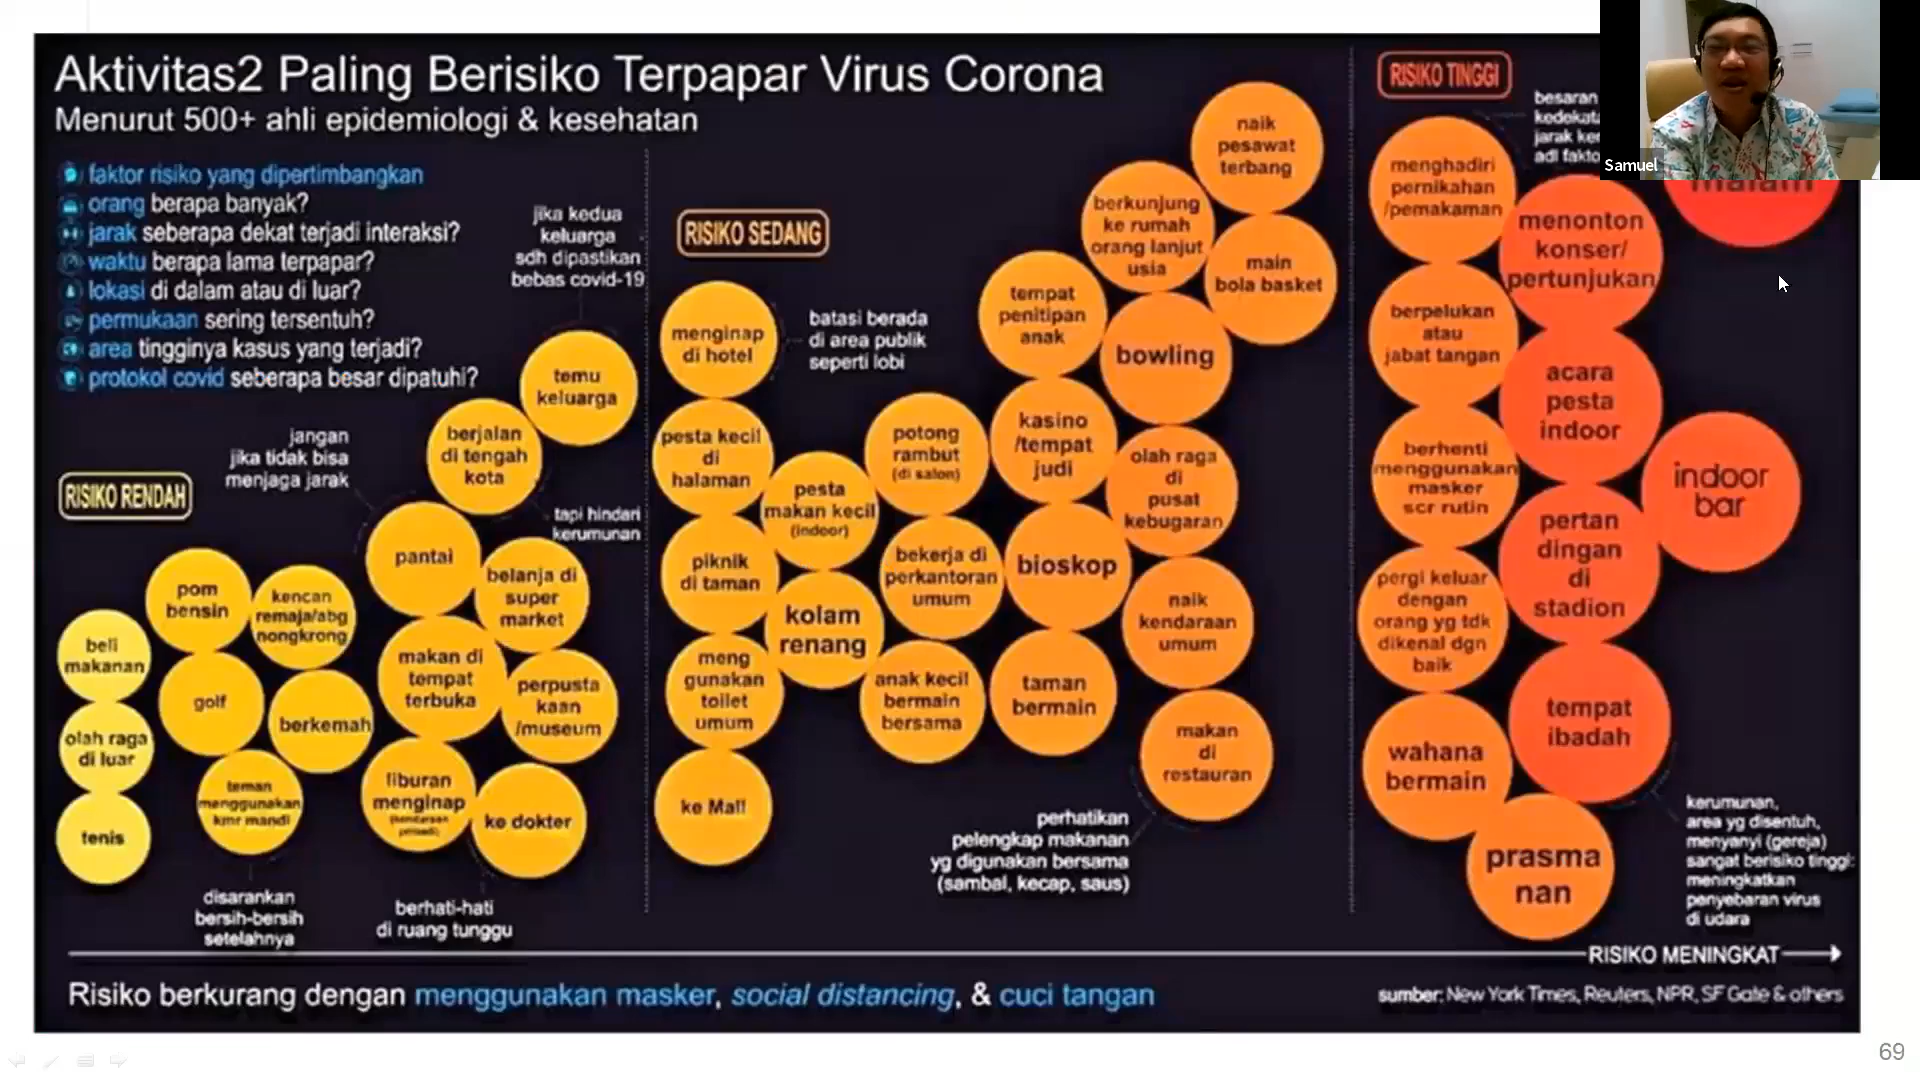 Aktivitas2 Paling Berisiko Terpapar Virus Corona
Menurut 500+ ahli epidemiologi & kesehatan
faktor risiko yang dipertimbangkan
orang berapa banyak?
jarak seberapa dekat terjadi interaksi?
waktu berapa lama terpapar?
lokasi di dalam atau di luar?
permukaan sering tersentuh?
area tingginya kasus yang terjadi?
protokol covid seberapa besar dipatuhi?
RISIKO RENDAH
beli
makanan
olah raga
di luar
tenis
pom
bensin
golf
kencan
remaja/abg
nongkrong
berkemah
teman
menggunakan
kmr mandi
disarankan
bersih-bersih
setelahnya
jangan
jika tidak bisa
menjaga jarak
pantai
makan di
tempat
terbuka
liburan
menginap
berjalan
di tengah
kota
tapi hindari
kerumunan
belanja di
super
market
perpusta
kaan
/museum
ke dokter
berhati-hati
di ruang tunggu
jika kedua
keluarga
sdh dipastikan
bebas covid-19
temu
keluarga
RISIKO SEDANG
menginap
di hotel
batasi berada
di area publik
seperti lobi
pesta kecil
di
halaman
piknik
di taman
meng
gunakan
toilet
umum
ke Mall
pesta
makan kecil
(indoor)
kolam
renang
potong
rambut
(di salon)
bekerja di
perkantoran
umum
anak kecil
bermain
bersama
tempat
penitipan
anak
kasino
/tempat
judi
bioskop
taman
bermain
berkunjung
ke rumah
orang lanjut
usia
bowling
olah raga
di
pusat
kebugaran
naik
kendaraan
umum
makan
di
restauran
perhatikan
pelengkap makanan
yg digunakan bersama
(sambal, kecap, saus)
naik
pesawat
terbang
main
bola basket
RISIKO TINGGI
besaran
jarak
menghadiri
pernikahan
/pemakaman
berpelukan
atau
jabat tangan
berhenti
menggunakan
masker
scr rutin
pergi keluar
dengan
orang yg tdk
dikenal dgn
baik
wahana
bermain
prasma
nan
menonton
konser/
pertunjukan
acara
pesta
indoor
pertan
dingan
di
stadion
tempat
ibadah
malam
indoor
bar
kerumunan,
area yg disentuh,
menyanyi (gereja)
sangat berisiko tinggi:
meningkatkan
penyebaran virus
di udara
RISIKO MENINGKAT
Risiko berkurang dengan menggunakan masker, social distancing, & cuci tangan
sumber: New York Times, Reuters, NPR, SF Gate & others
Samuel
69